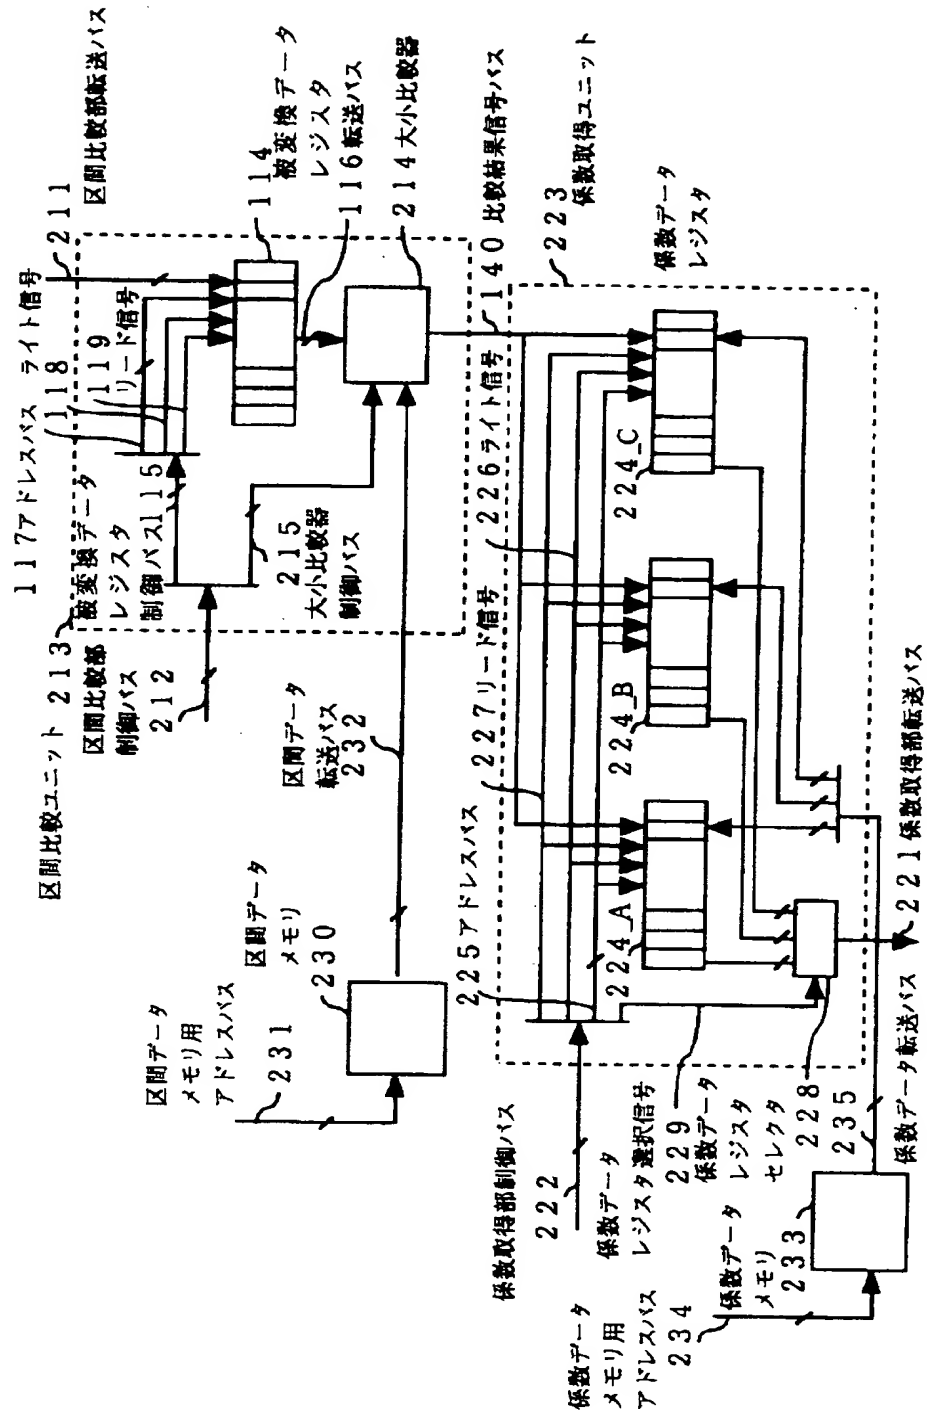 区間比較部転送バス
211
117アドレスバス
ライト信号
118
119
リード信号
114
被変換データ
レジスタ
116転送バス
214大小比較器
被変換データ
レジスタ
制御バス115
215
大小比較器
制御バス
区間比較ユニット 213
区間比較部
制御バス
212
区間データ
転送バス
232
区間データ
メモリ
230
区間データ
メモリ用
アドレスバス
231
140 比較結果信号バス
223
係数取得ユニット
係数データ
レジスタ
226ライト信号
227リード信号
225アドレスバス
224_C
224_B
224_A
係数取得部制御バス
222
係数データ
レジスタ選択信号
229
係数データ
レジスタ
セレクタ
228
235
係数データ転送バス
221係数取得部転送バス
係数データ
メモリ
233
係数データ
メモリ用
アドレスバス
234